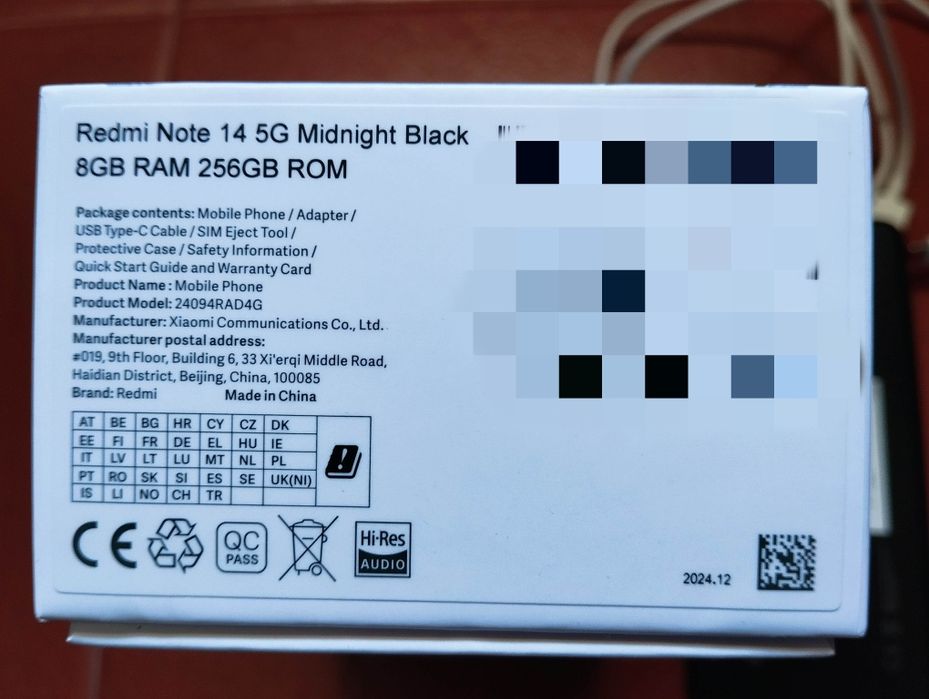 Redmi Note 14 5G Midnight Black
8GB RAM 256GB ROM
Package contents: Mobile Phone / Adapter /
USB Type-C Cable / SIM Eject Tool /
Protective Case / Safety Information /
Quick Start Guide and Warranty Card
Product Name : Mobile Phone
Product Model: 24094RAD4G
Manufacturer: Xiaomi Communications Co., Ltd.
Manufacturer postal address:
#019, 9th Floor, Building 6, 33 Xi'erqi Middle Road,
Haidian District, Beijing, China, 100085
Brand: Redmi Made in China
AT BE BG HR CY CZ DK
EE FI FR DE EL HU IE
IT LV LT LU MT NL PL
PT RO SK SI ES SE UK(NI)
IS LI NO CH TR
CE
QC
PASS
Hi-Res
AUDIO
2024.12